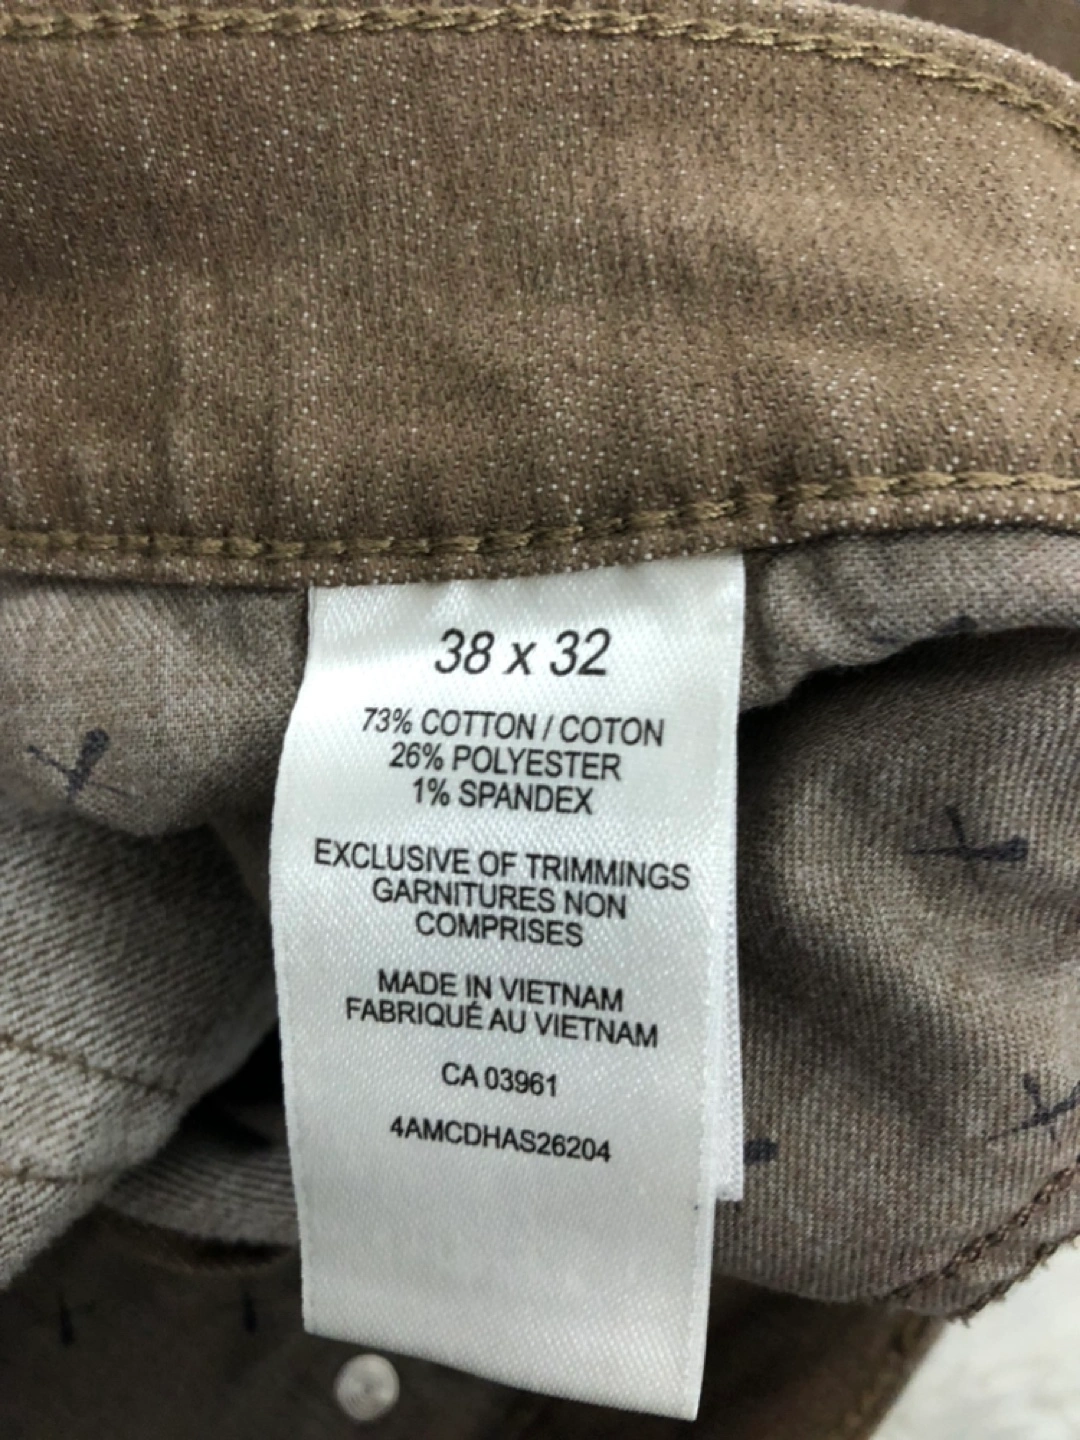 38 x 32
73% COTTON / COTON
26% POLYESTER
1% SPANDEX
EXCLUSIVE OF TRIMMINGS
GARNITURES NON
COMPRISES
MADE IN VIETNAM
FABRIQUÉ AU VIETNAM
CA 03961
4AMCDHAS26204